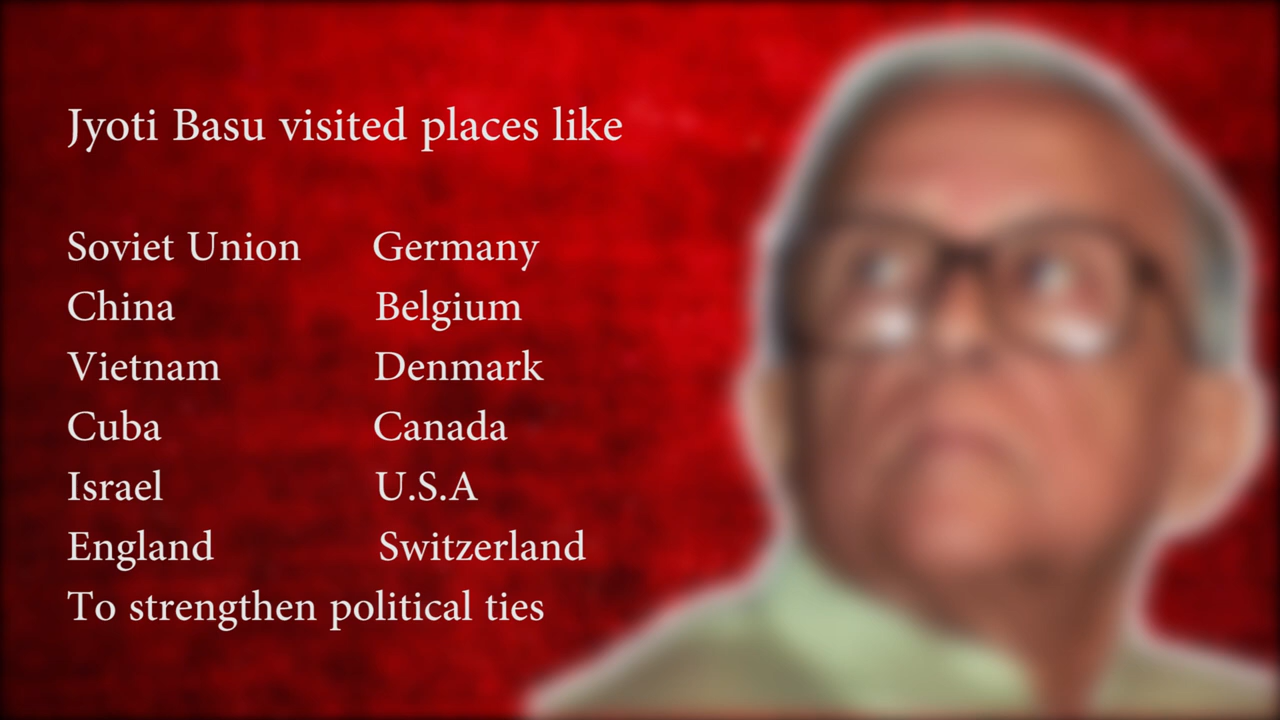 Jyoti Basu visited places like
Soviet Union Germany
China Belgium
Vietnam Denmark
Cuba Canada
Israel U.S.A
England Switzerland
To strengthen political ties